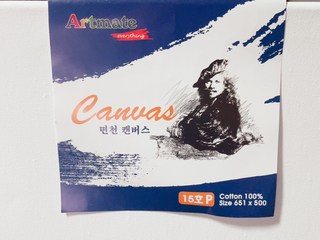 Artmate
Canvas
면천 캔버스
15호 P
Cotton 100%
Size 651 x 500